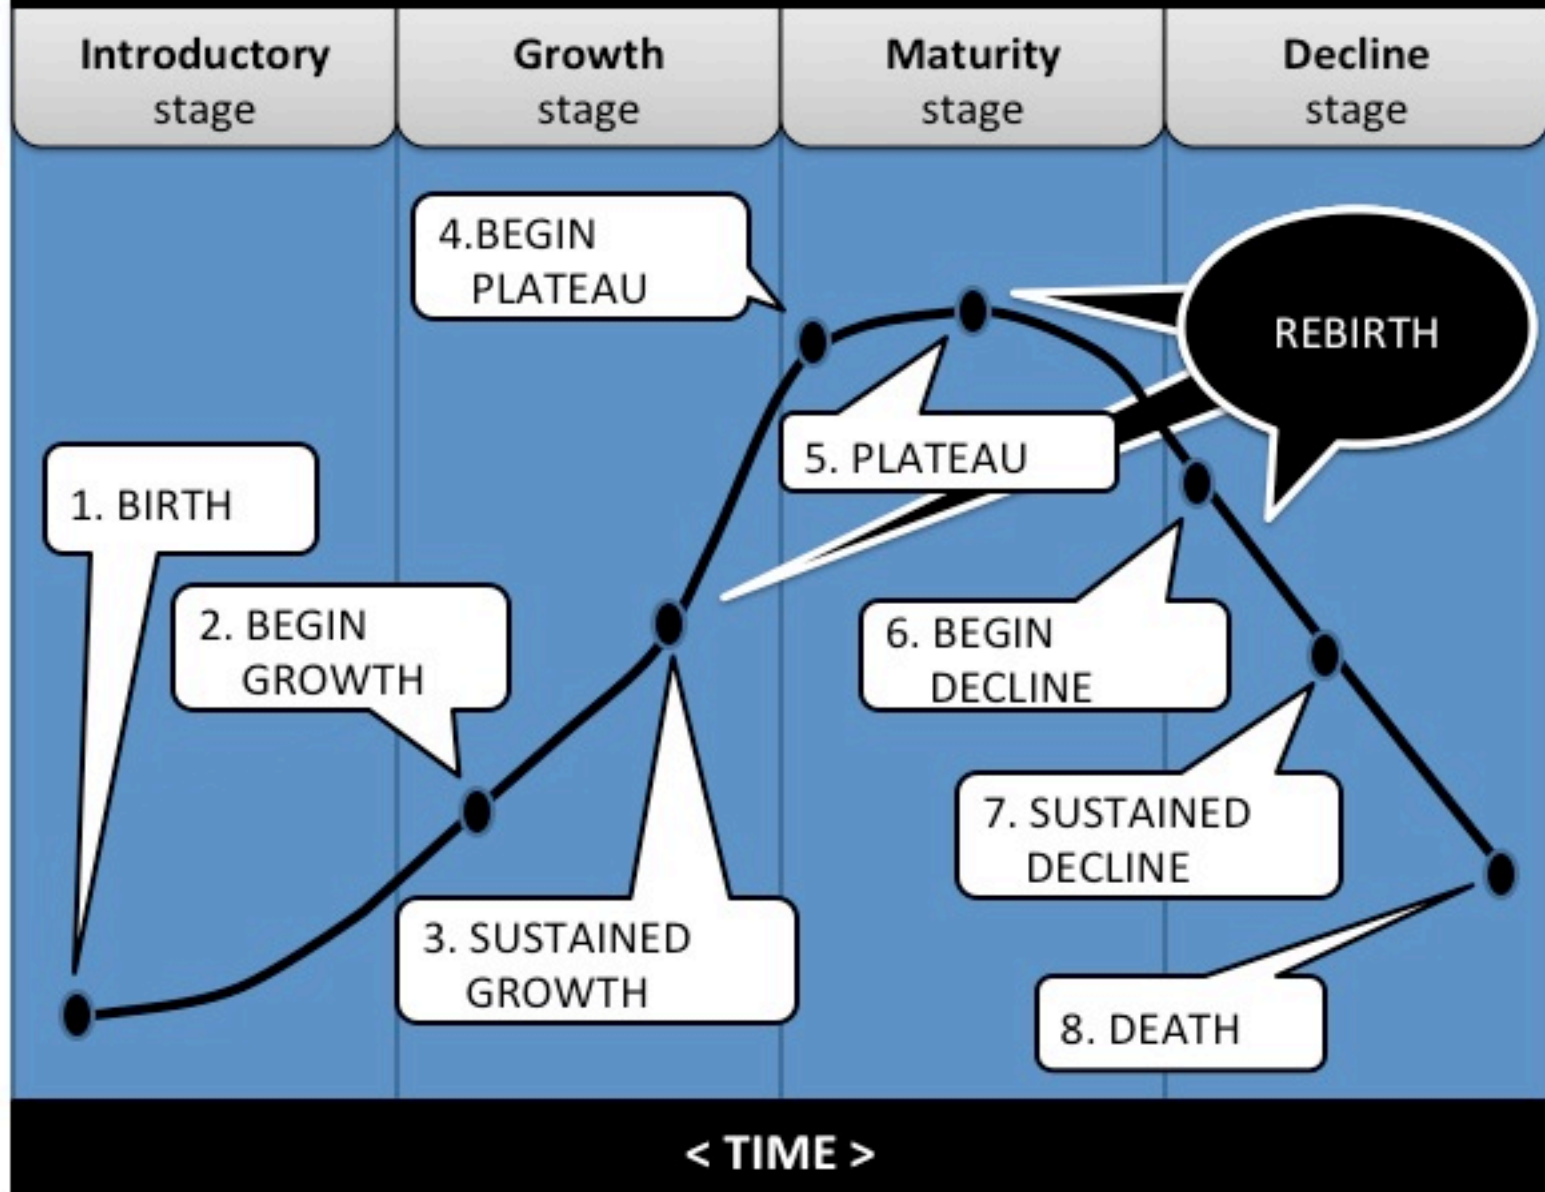 Introductory
stage
Growth
stage
Maturity
stage
Decline
stage
4.BEGIN
PLATEAU
REBIRTH
5. PLATEAU
1. BIRTH
2. BEGIN
GROWTH
6. BEGIN
DECLINE
7. SUSTAINED
DECLINE
3. SUSTAINED
GROWTH
8. DEATH
< TIME >